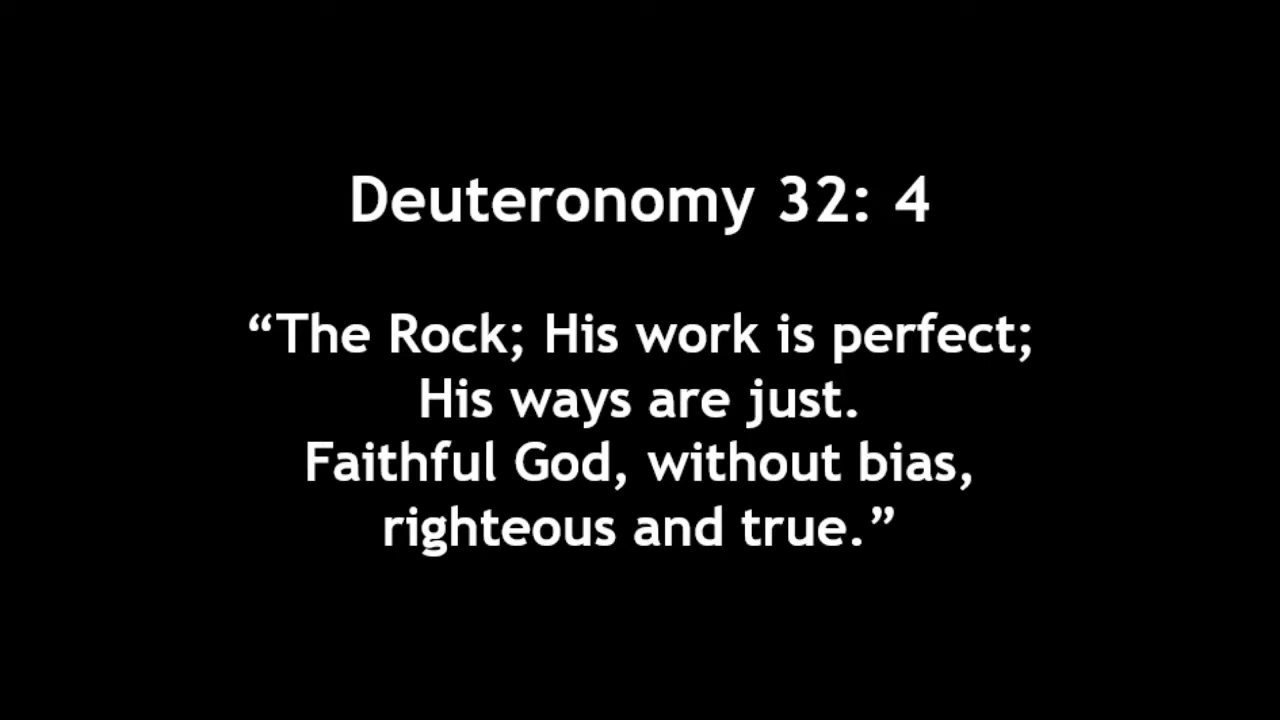 Deuteronomy 32: 4
“The Rock; His work is perfect;
His ways are just.
Faithful God, without bias,
righteous and true.”